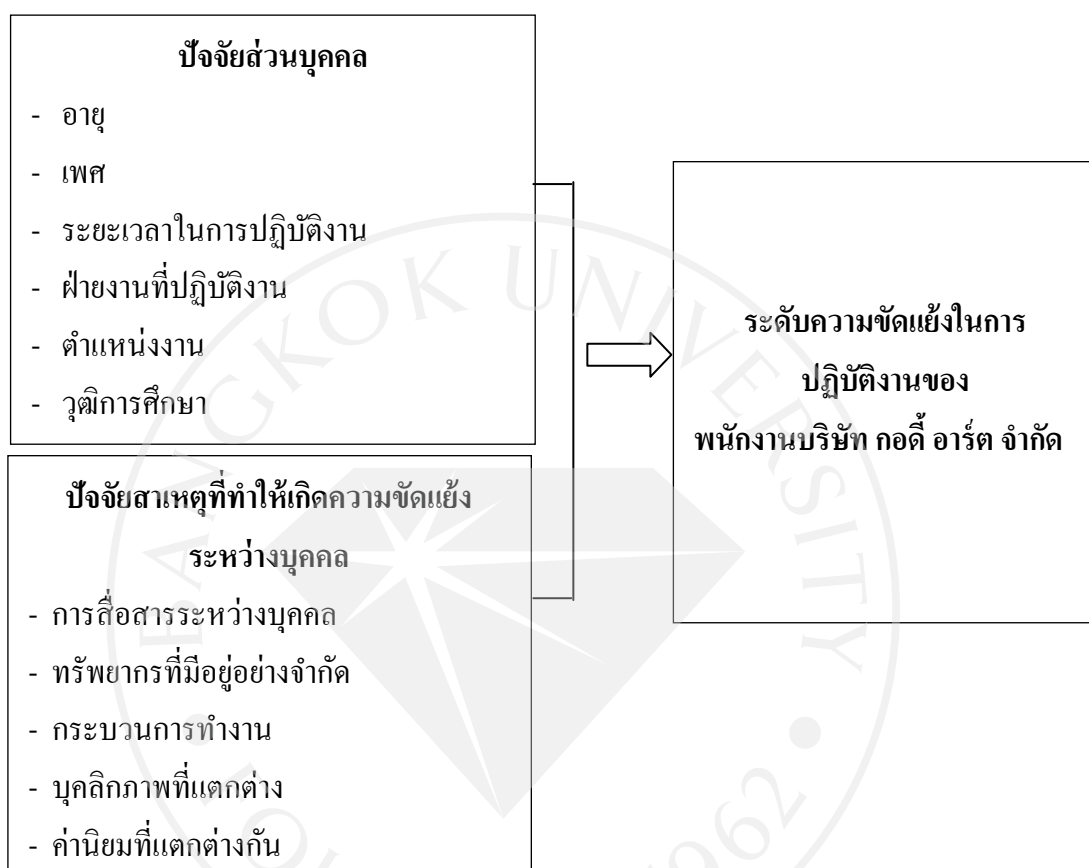 ปัจจัยส่วนบุคคล
- อายุ
- เพศ
- ระยะเวลาในการปฏิบัติงาน
- ฝ่ายงานที่ปฏิบัติงาน
- ตำแหน่งงาน
- วุฒิการศึกษา
ปัจจัยสาเหตุที่ทำให้เกิดความขัดแย้ง
ระหว่างบุคคล
- การสื่อสารระหว่างบุคคล
- ทรัพยากรที่มีอยู่อย่างจำกัด
- กระบวนการทำงาน
- บุคลิกภาพที่แตกต่าง
- ค่านิยมที่แตกต่างกัน
ระดับความขัดแย้งในการ
ปฏิบัติงานของ
พนักงานบริษัท กอดี้ อาร์ต จำกัด
BANGKOK UNIVERSITY
1962